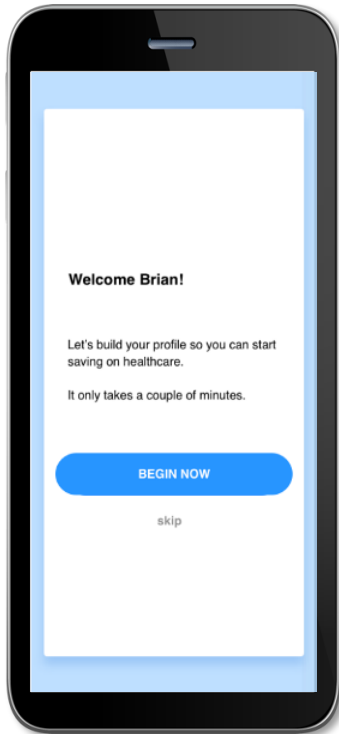 Welcome Brian!
Let's build your profile so you can start
saving on healthcare.
It only takes a couple of minutes.
BEGIN NOW
skip